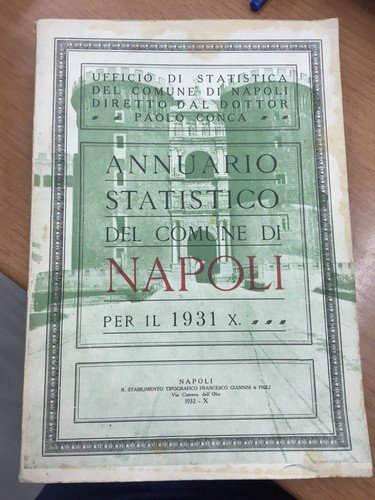 UFFICIO DI STATISTICA
DEL COMUNE DI NAPOLI
DIRETTO DAL DOTTOR
PAOLO CONCA
ANNUARIO
STATISTICO
DEL COMUNE DI
NAPOLI
PER IL 1931 X.
NAPOLI
R. STABILIMENTO TIPOGRAFICO FRANCESCO GIANNINI & FIGLI
Via Cisterna dell'Olio
1932 - X